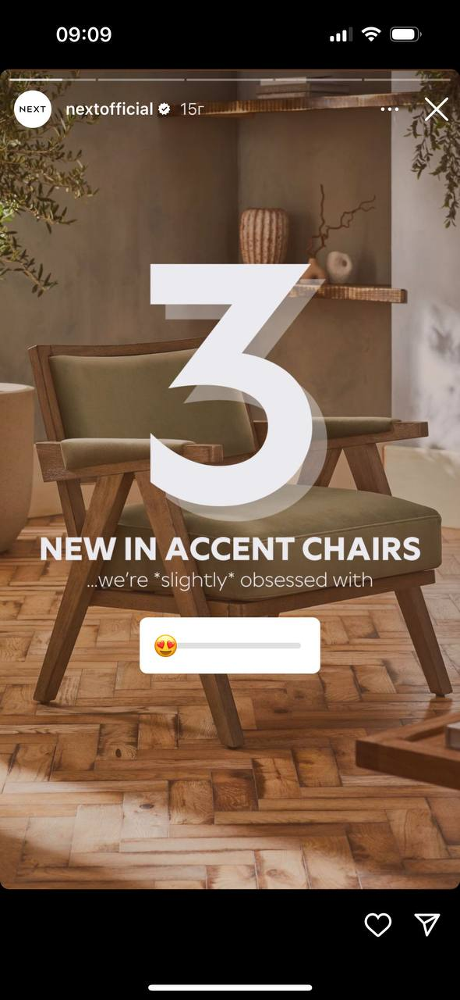 09:09
NEXT nextofficial 15г
3
NEW IN ACCENT CHAIRS
...we're *slightly* obsessed with